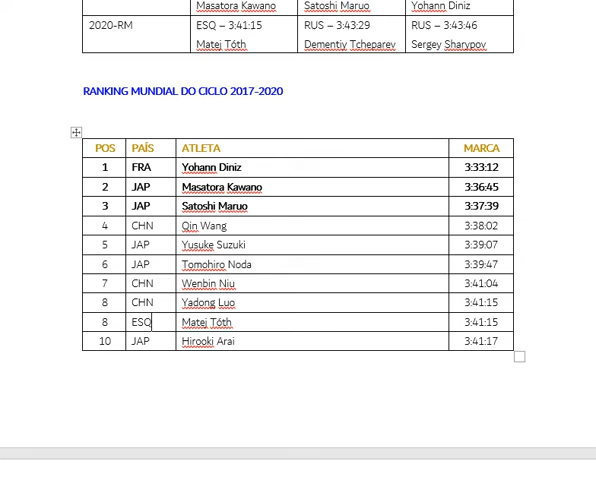 Masatora Kawano Satoshi Maruo Yohann Diniz
2020-RM ESQ – 3:41:15 RUS – 3:43:29 RUS – 3:43:46
Matej Tóth Dementiy Tcheparev Sergey Sharypov
RANKING MUNDIAL DO CICLO 2017-2020
POS PAÍS ATLETA MARCA
1 FRA Yohann Diniz 3:33:12
2 JAP Masatora Kawano 3:36:45
3 JAP Satoshi Maruo 3:37:39
4 CHN Qin Wang 3:38:02
5 JAP Yusuke Suzuki 3:39:07
6 JAP Tomohiro Noda 3:39:47
7 CHN Wenbin Niu 3:41:04
8 CHN Yadong Luo 3:41:15
8 ESQ Matej Tóth 3:41:15
10 JAP Hirooki Arai 3:41:17